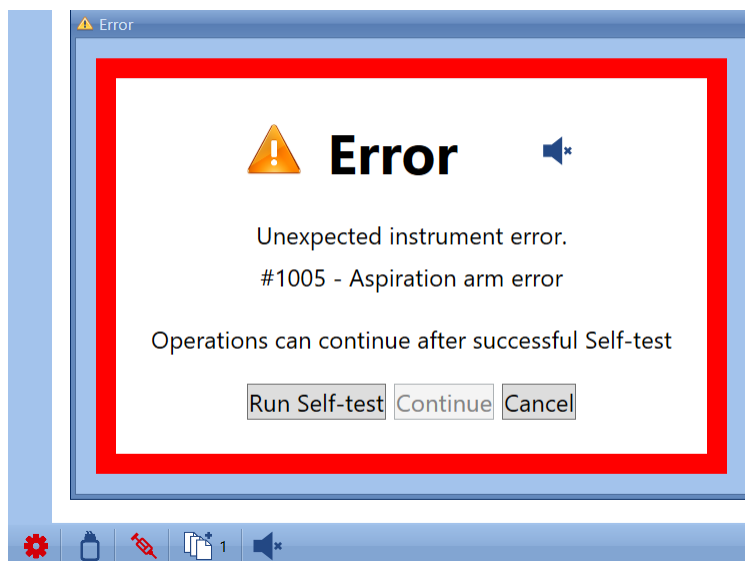 Error
Error
Unexpected instrument error.
#1005 - Aspiration arm error
Operations can continue after successful Self-test
Run Self-test Continue Cancel
1